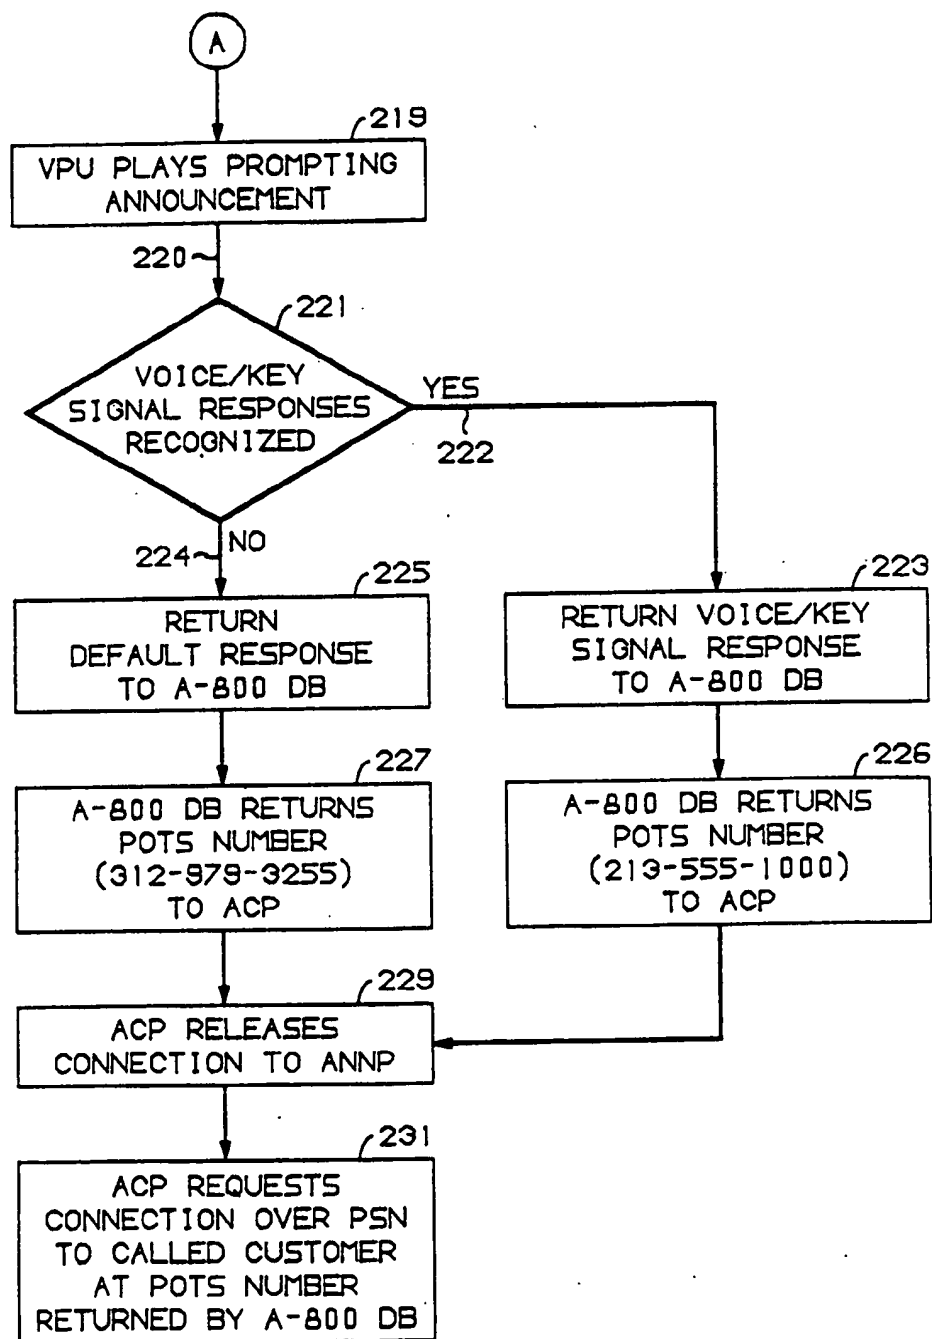 A
219
VPU PLAYS PROMPTING
ANNOUNCEMENT
220
221
VOICE/KEY
SIGNAL RESPONSES
RECOGNIZED
YES
222
224
NO
225
RETURN
DEFAULT RESPONSE
TO A-800 DB
223
RETURN VOICE/KEY
SIGNAL RESPONSE
TO A-800 DB
227
A-800 DB RETURNS
POTS NUMBER
(312-979-3255)
TO ACP
226
A-800 DB RETURNS
POTS NUMBER
(213-555-1000)
TO ACP
229
ACP RELEASES
CONNECTION TO ANNP
231
ACP REQUESTS
CONNECTION OVER PSN
TO CALLED CUSTOMER
AT POTS NUMBER
RETURNED BY A-800 DB